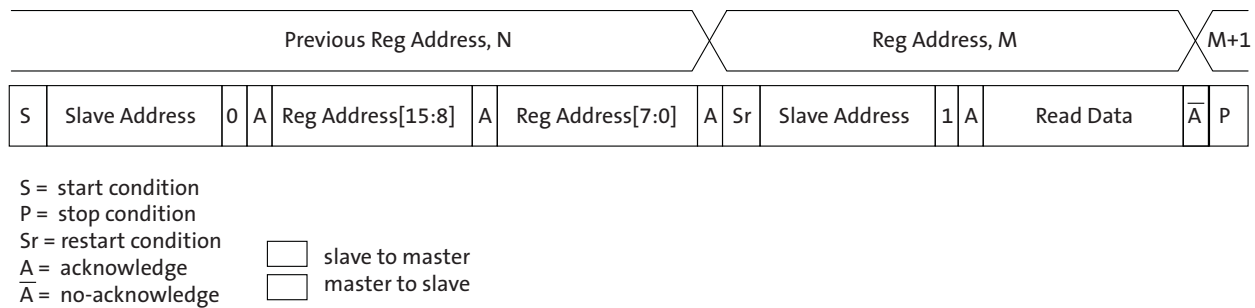 Previous Reg Address, N Reg Address, M M+1
S Slave Address 0 A Reg Address[15:8] A Reg Address[7:0] A Sr Slave Address 1 A Read Data A̅ P
S = start condition
P = stop condition
Sr = restart condition
A = acknowledge
A̅ = no-acknowledge
slave to master
master to slave